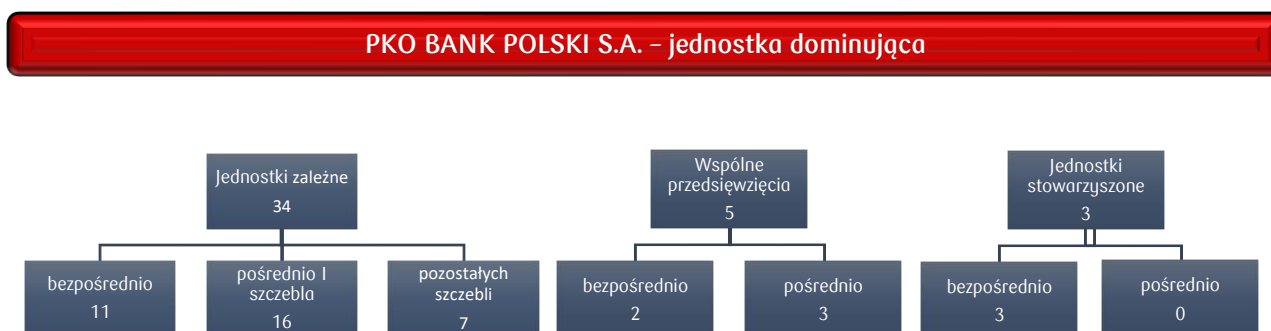 PKO BANK POLSKI S.A. – jednostka dominująca
Jednostki zależne
34
Wspólne
przedsięwzięcia
5
Jednostki
stowarzyszone
3
bezpośrednio
11
pośrednio I
szczebla
16
pozostałych
szczebli
7
bezpośrednio
2
pośrednio
3
bezpośrednio
3
pośrednio
0